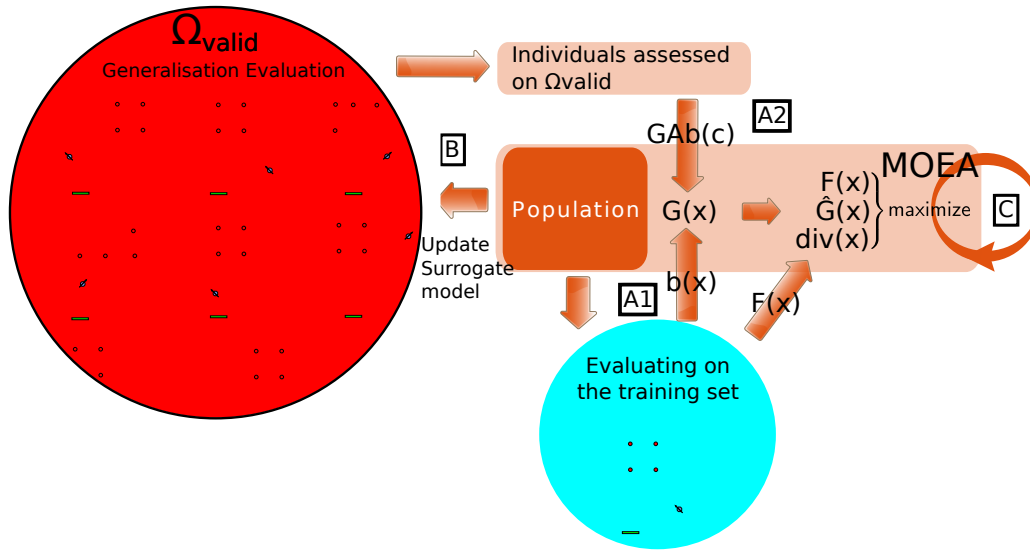 Ωvalid
Generalisation Evaluation
Individuals assessed
on Ωvalid
A2
GAb(c)
B
MOEA
Population
G(x)
F(x)
Ĝ(x)
div(x)
maximize
C
Update
Surrogate
model
A1
b(x)
F(x)
Evaluating on
the training set